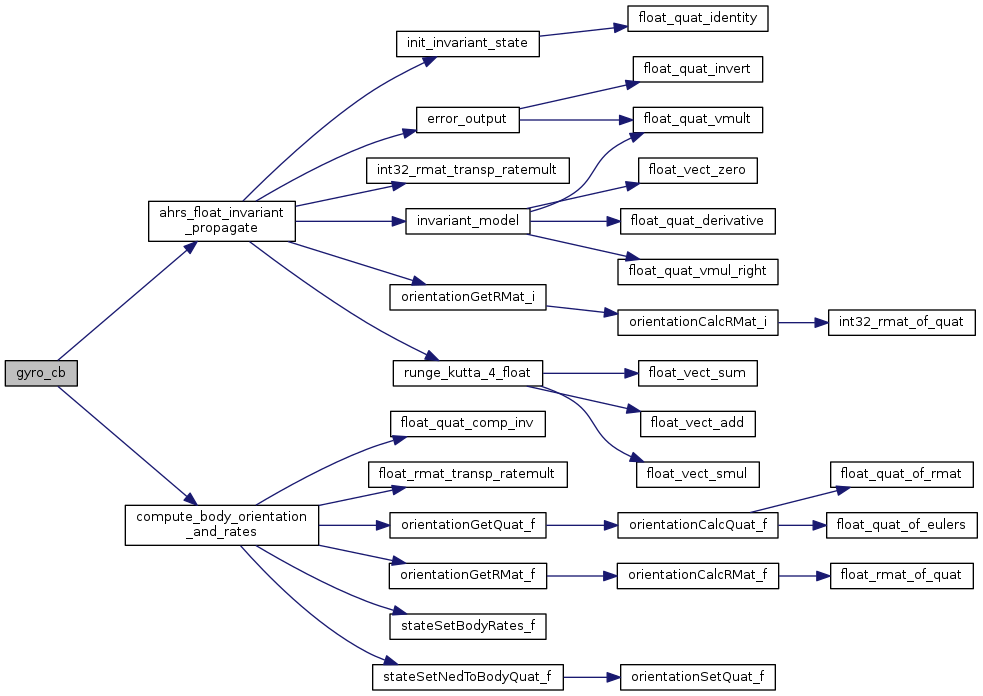 float_quat_identity
init_invariant_state
float_quat_invert
error_output
float_quat_vmult
int32_rmat_transp_ratemult
float_vect_zero
ahrs_float_invariant
_propagate
invariant_model
float_quat_derivative
float_quat_vmul_right
orientationGetRMat_i
orientationCalcRMat_i
int32_rmat_of_quat
gyro_cb
runge_kutta_4_float
float_vect_sum
float_quat_comp_inv
float_vect_add
float_rmat_transp_ratemult
float_vect_smul
float_quat_of_rmat
compute_body_orientation
_and_rates
orientationGetQuat_f
orientationCalcQuat_f
float_quat_of_eulers
orientationGetRMat_f
orientationCalcRMat_f
float_rmat_of_quat
stateSetBodyRates_f
stateSetNedToBodyQuat_f
orientationSetQuat_f